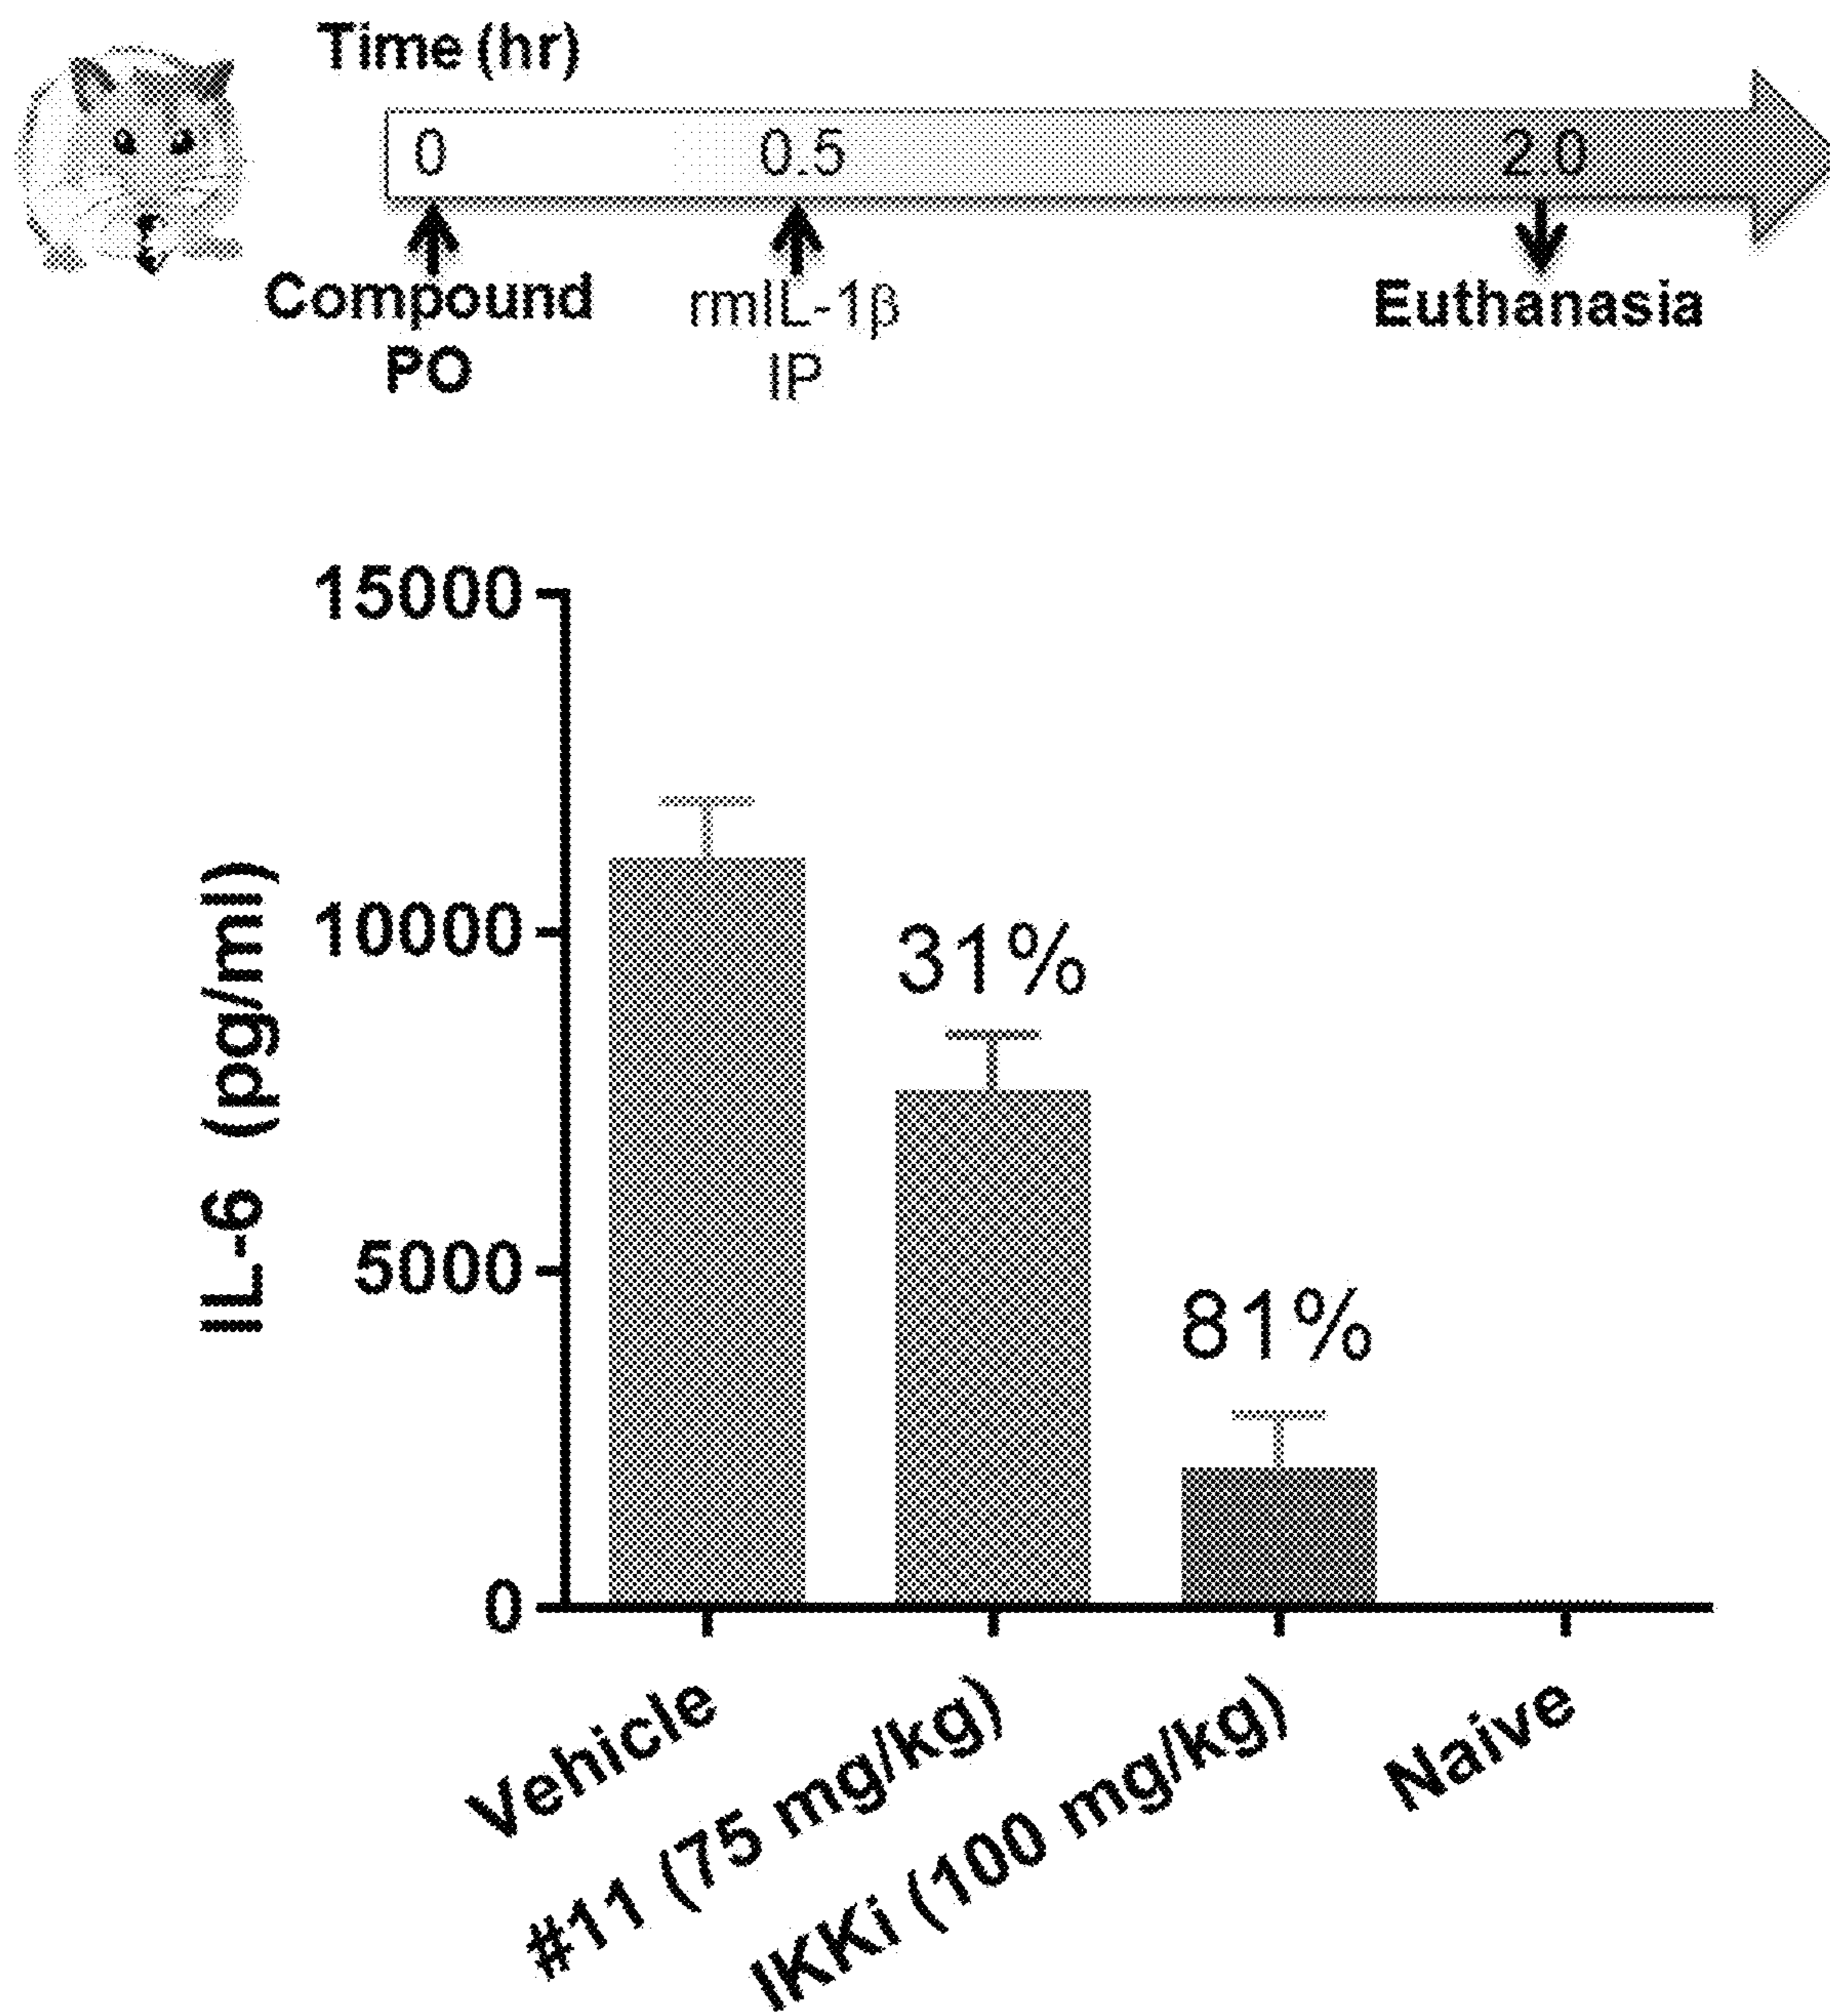 Time (hr)
0 0.5 2.0
Compound PO
rmIL-1β IP
Euthanasia
15000
10000
5000
0
IL-6 (pg/ml)
31%
81%
Vehicle
#11 (75 mg/kg)
IKKi (100 mg/kg)
Naive